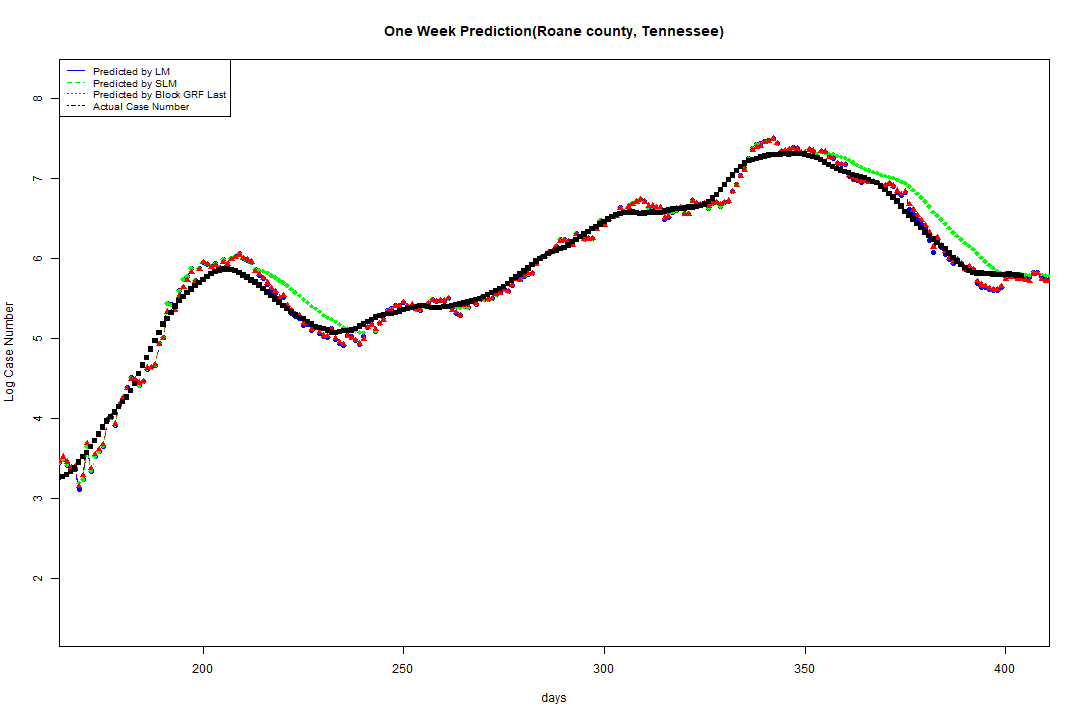 One Week Prediction(Roane county, Tennessee)
Predicted by LM
Predicted by SLM
Predicted by Block GRF Last
Actual Case Number
8
7
6
5
4
3
2
Log Case Number
200 250 300 350 400
days